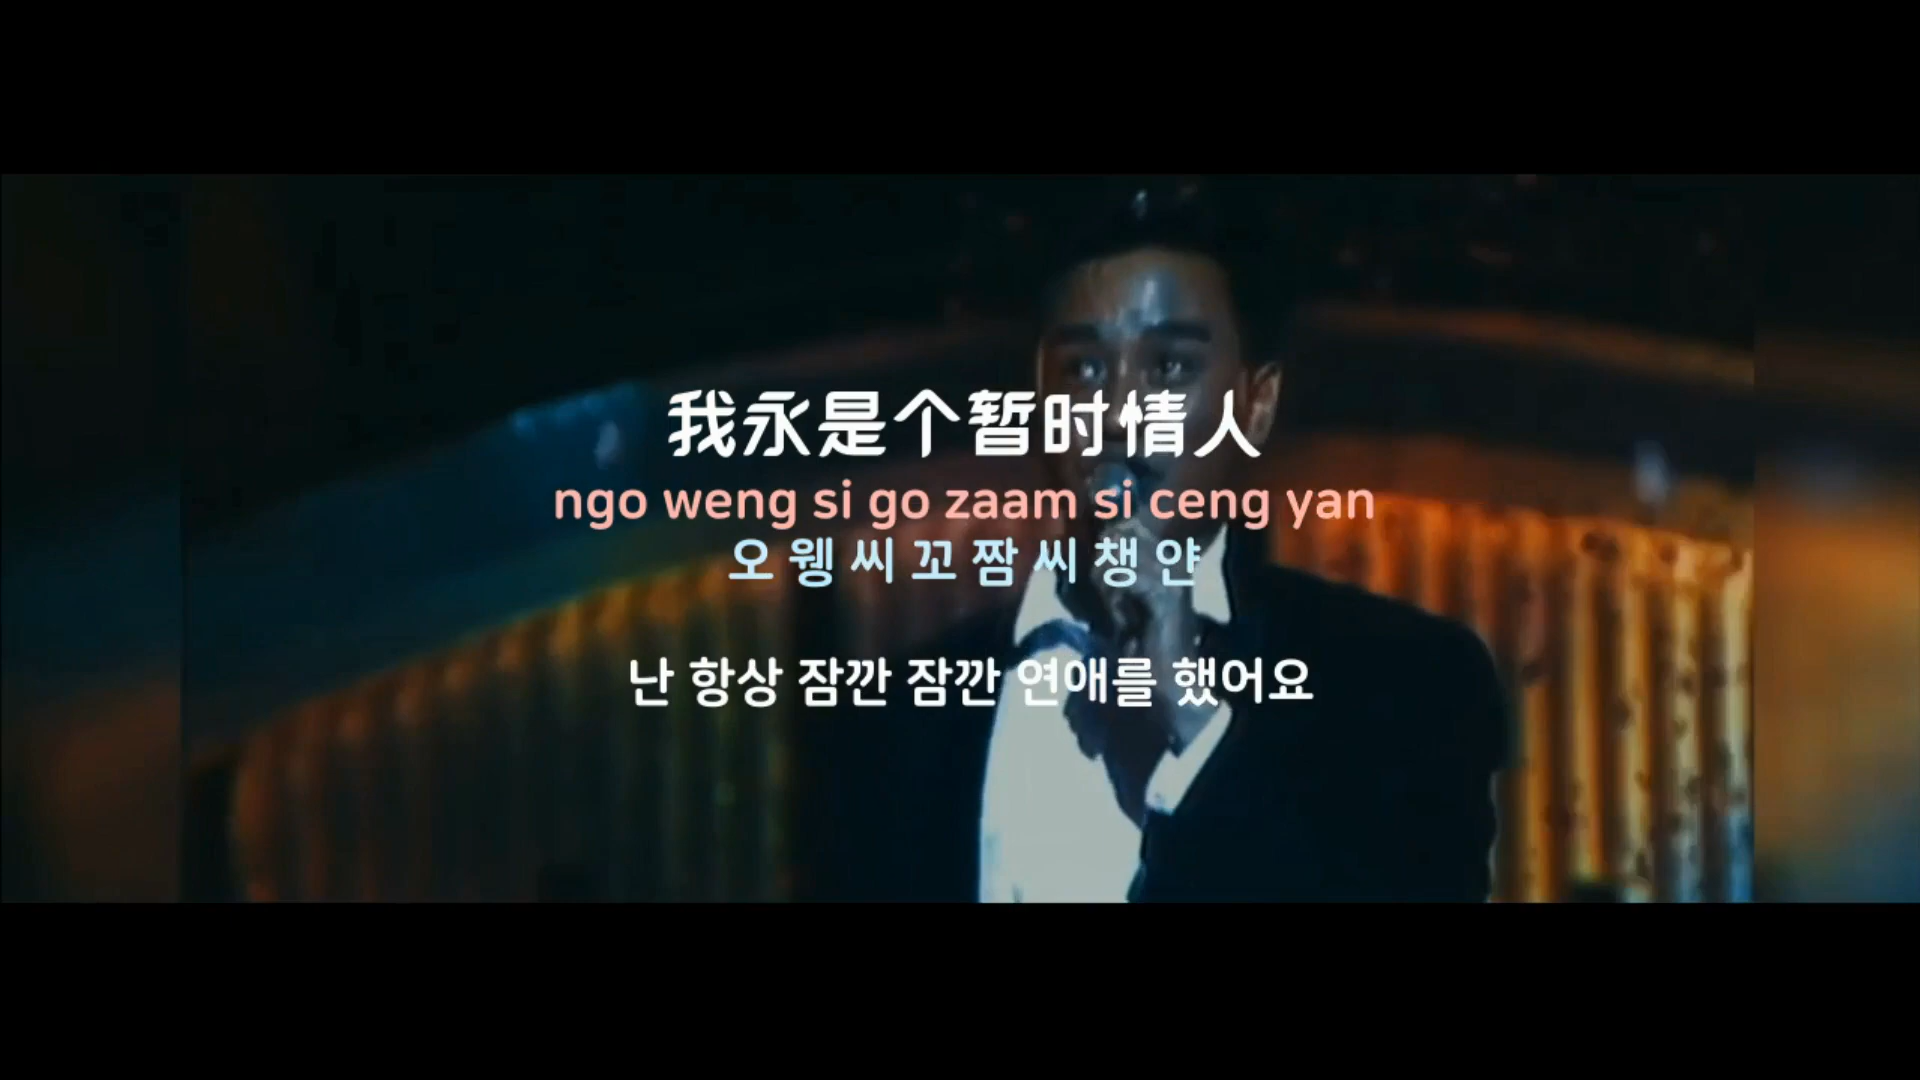 我永是个暂时情人
ngo weng si go zaam si ceng yan
오 웽 씨 꼬 짬 씨 챙 얀
난 항상 잠깐 잠깐 연애를 했어요